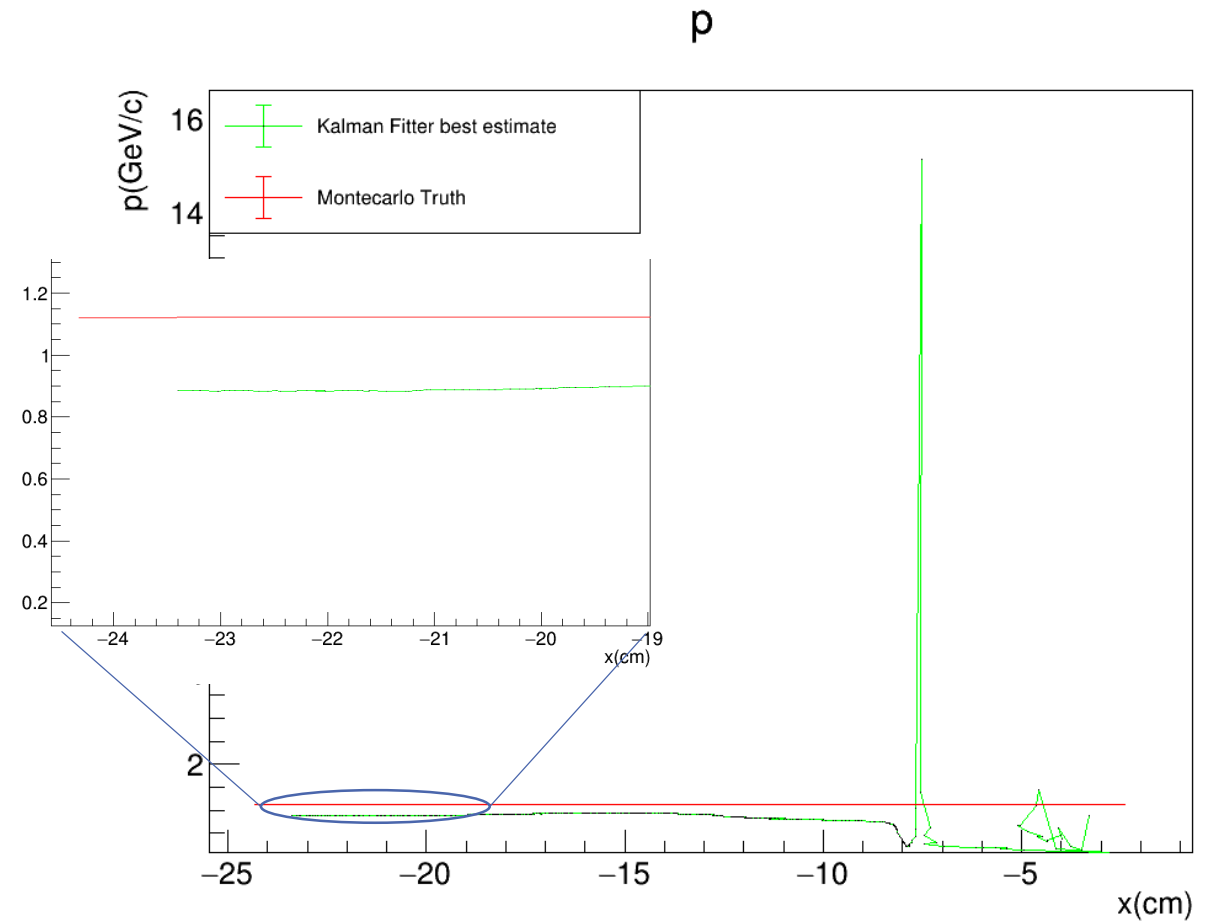 p
p(GeV/c)
16
14
Kalman Fitter best estimate
Montecarlo Truth
1.2
1
0.8
0.6
0.4
0.2
−24 −23 −22 −21 −20 −19
x(cm)
2
−25 −20 −15 −10 −5
x(cm)